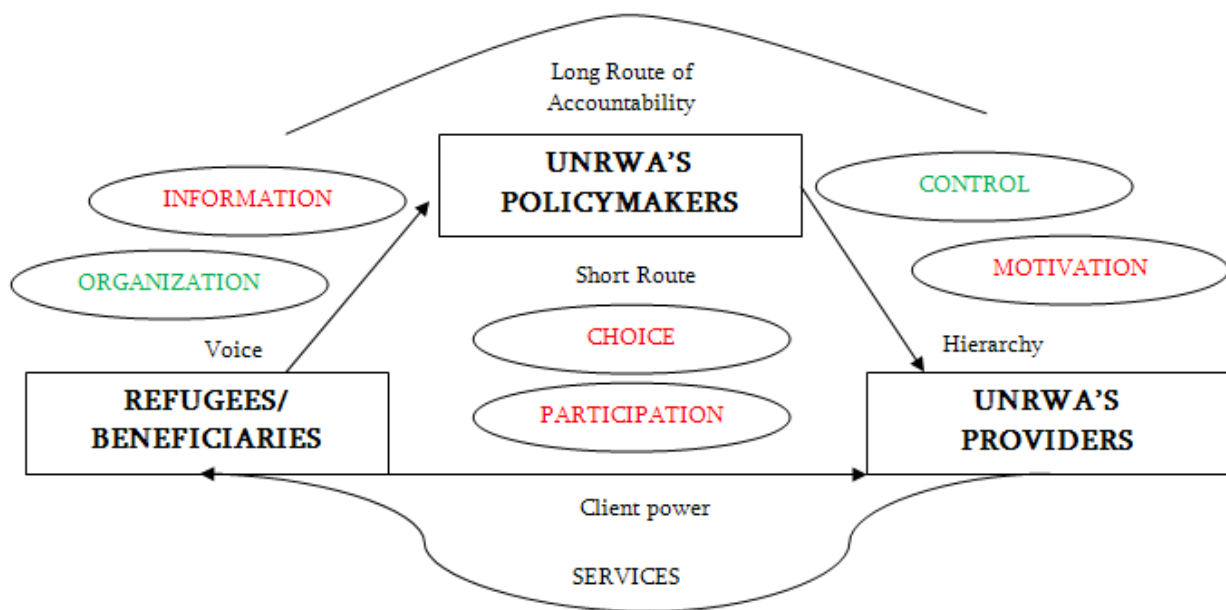 Long Route of
Accountability
UNRWA'S
POLICYMAKERS
CONTROL
INFORMATION
MOTIVATION
ORGANIZATION
Short Route
CHOICE
Voice
Hierarchy
REFUGEES/
BENEFICIARIES
PARTICIPATION
UNRWA'S
PROVIDERS
Client power
SERVICES